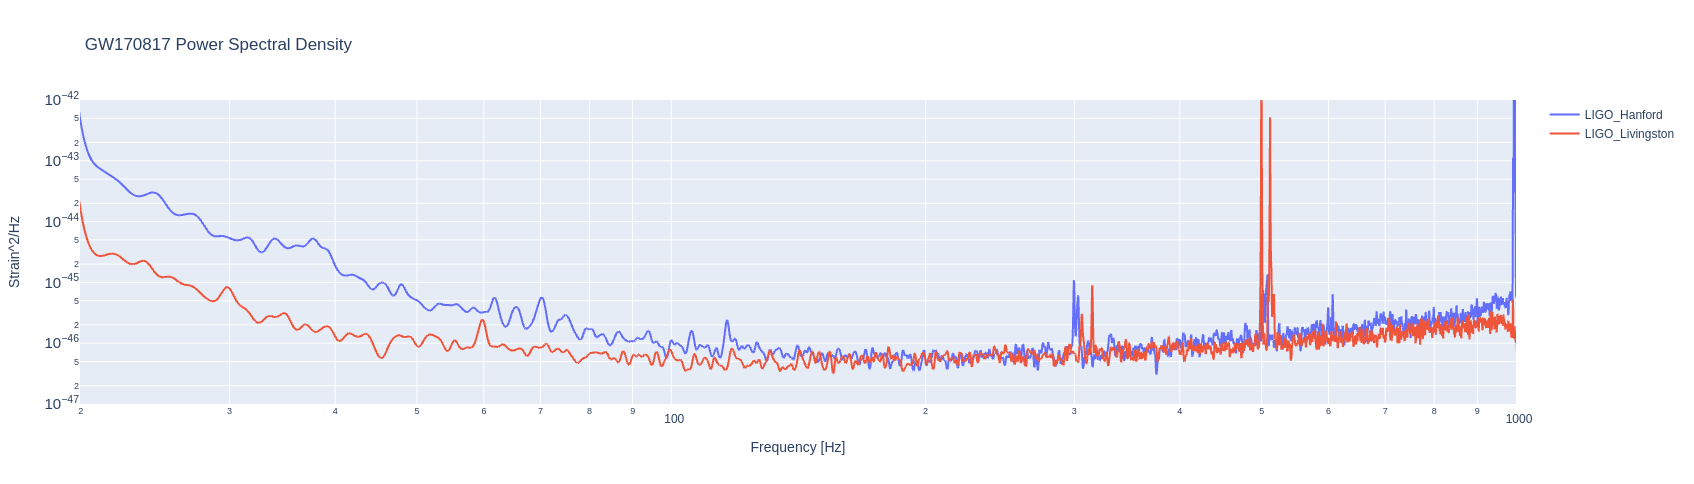 GW170817 Power Spectral Density
10−42
5
2
10−43
5
2
10−44
5
2
10−45
5
2
10−46
5
2
10−47
Strain^2/Hz
2 3 4 5 6 7 8 9 100 2 3 4 5 6 7 8 9 1000
Frequency [Hz]
LIGO_Hanford
LIGO_Livingston